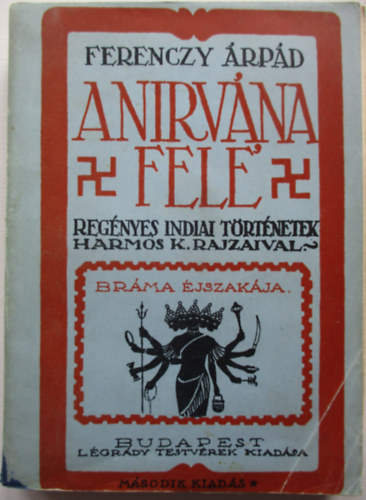 FERENCZY ÁRPÁD
A NIRVÁNA
FELÉ
REGÉNYES INDIAI TÖRTÉNETEK
HARMOS K. RAJZAIVAL.~
BRÁMA ÉJSZAKÁJA.
BUDAPEST
LÉGRÁDY TESTVÉREK KIADÁSA
MÁSODIK KIADÁS*